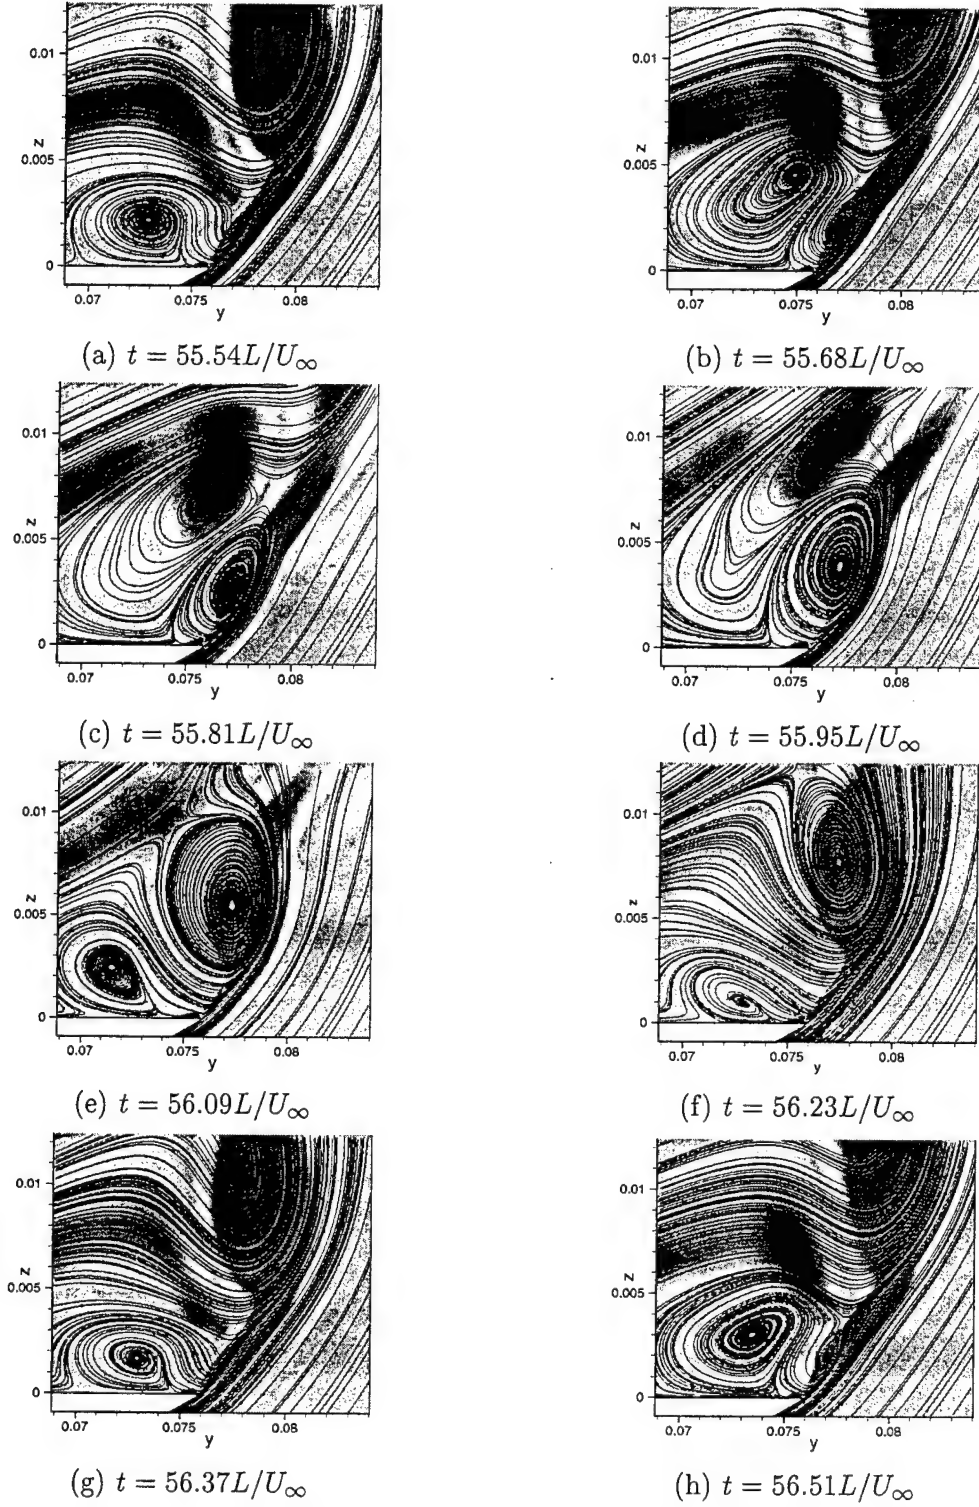 0.01
z
0.005
0
0.07
0.075
0.08
y
(a) t = 55.54L/U∞
0.01
z
0.005
0
0.07
0.075
0.08
y
(b) t = 55.68L/U∞
0.01
z
0.005
0
0.07
0.075
0.08
y
(c) t = 55.81L/U∞
0.01
z
0.005
0
0.07
0.075
0.08
y
(d) t = 55.95L/U∞
0.01
z
0.005
0
0.07
0.075
0.08
y
(e) t = 56.09L/U∞
0.01
z
0.005
0
0.07
0.075
0.08
y
(f) t = 56.23L/U∞
0.01
z
0.005
0
0.07
0.075
0.08
y
(g) t = 56.37L/U∞
0.01
z
0.005
0
0.07
0.075
0.08
y
(h) t = 56.51L/U∞